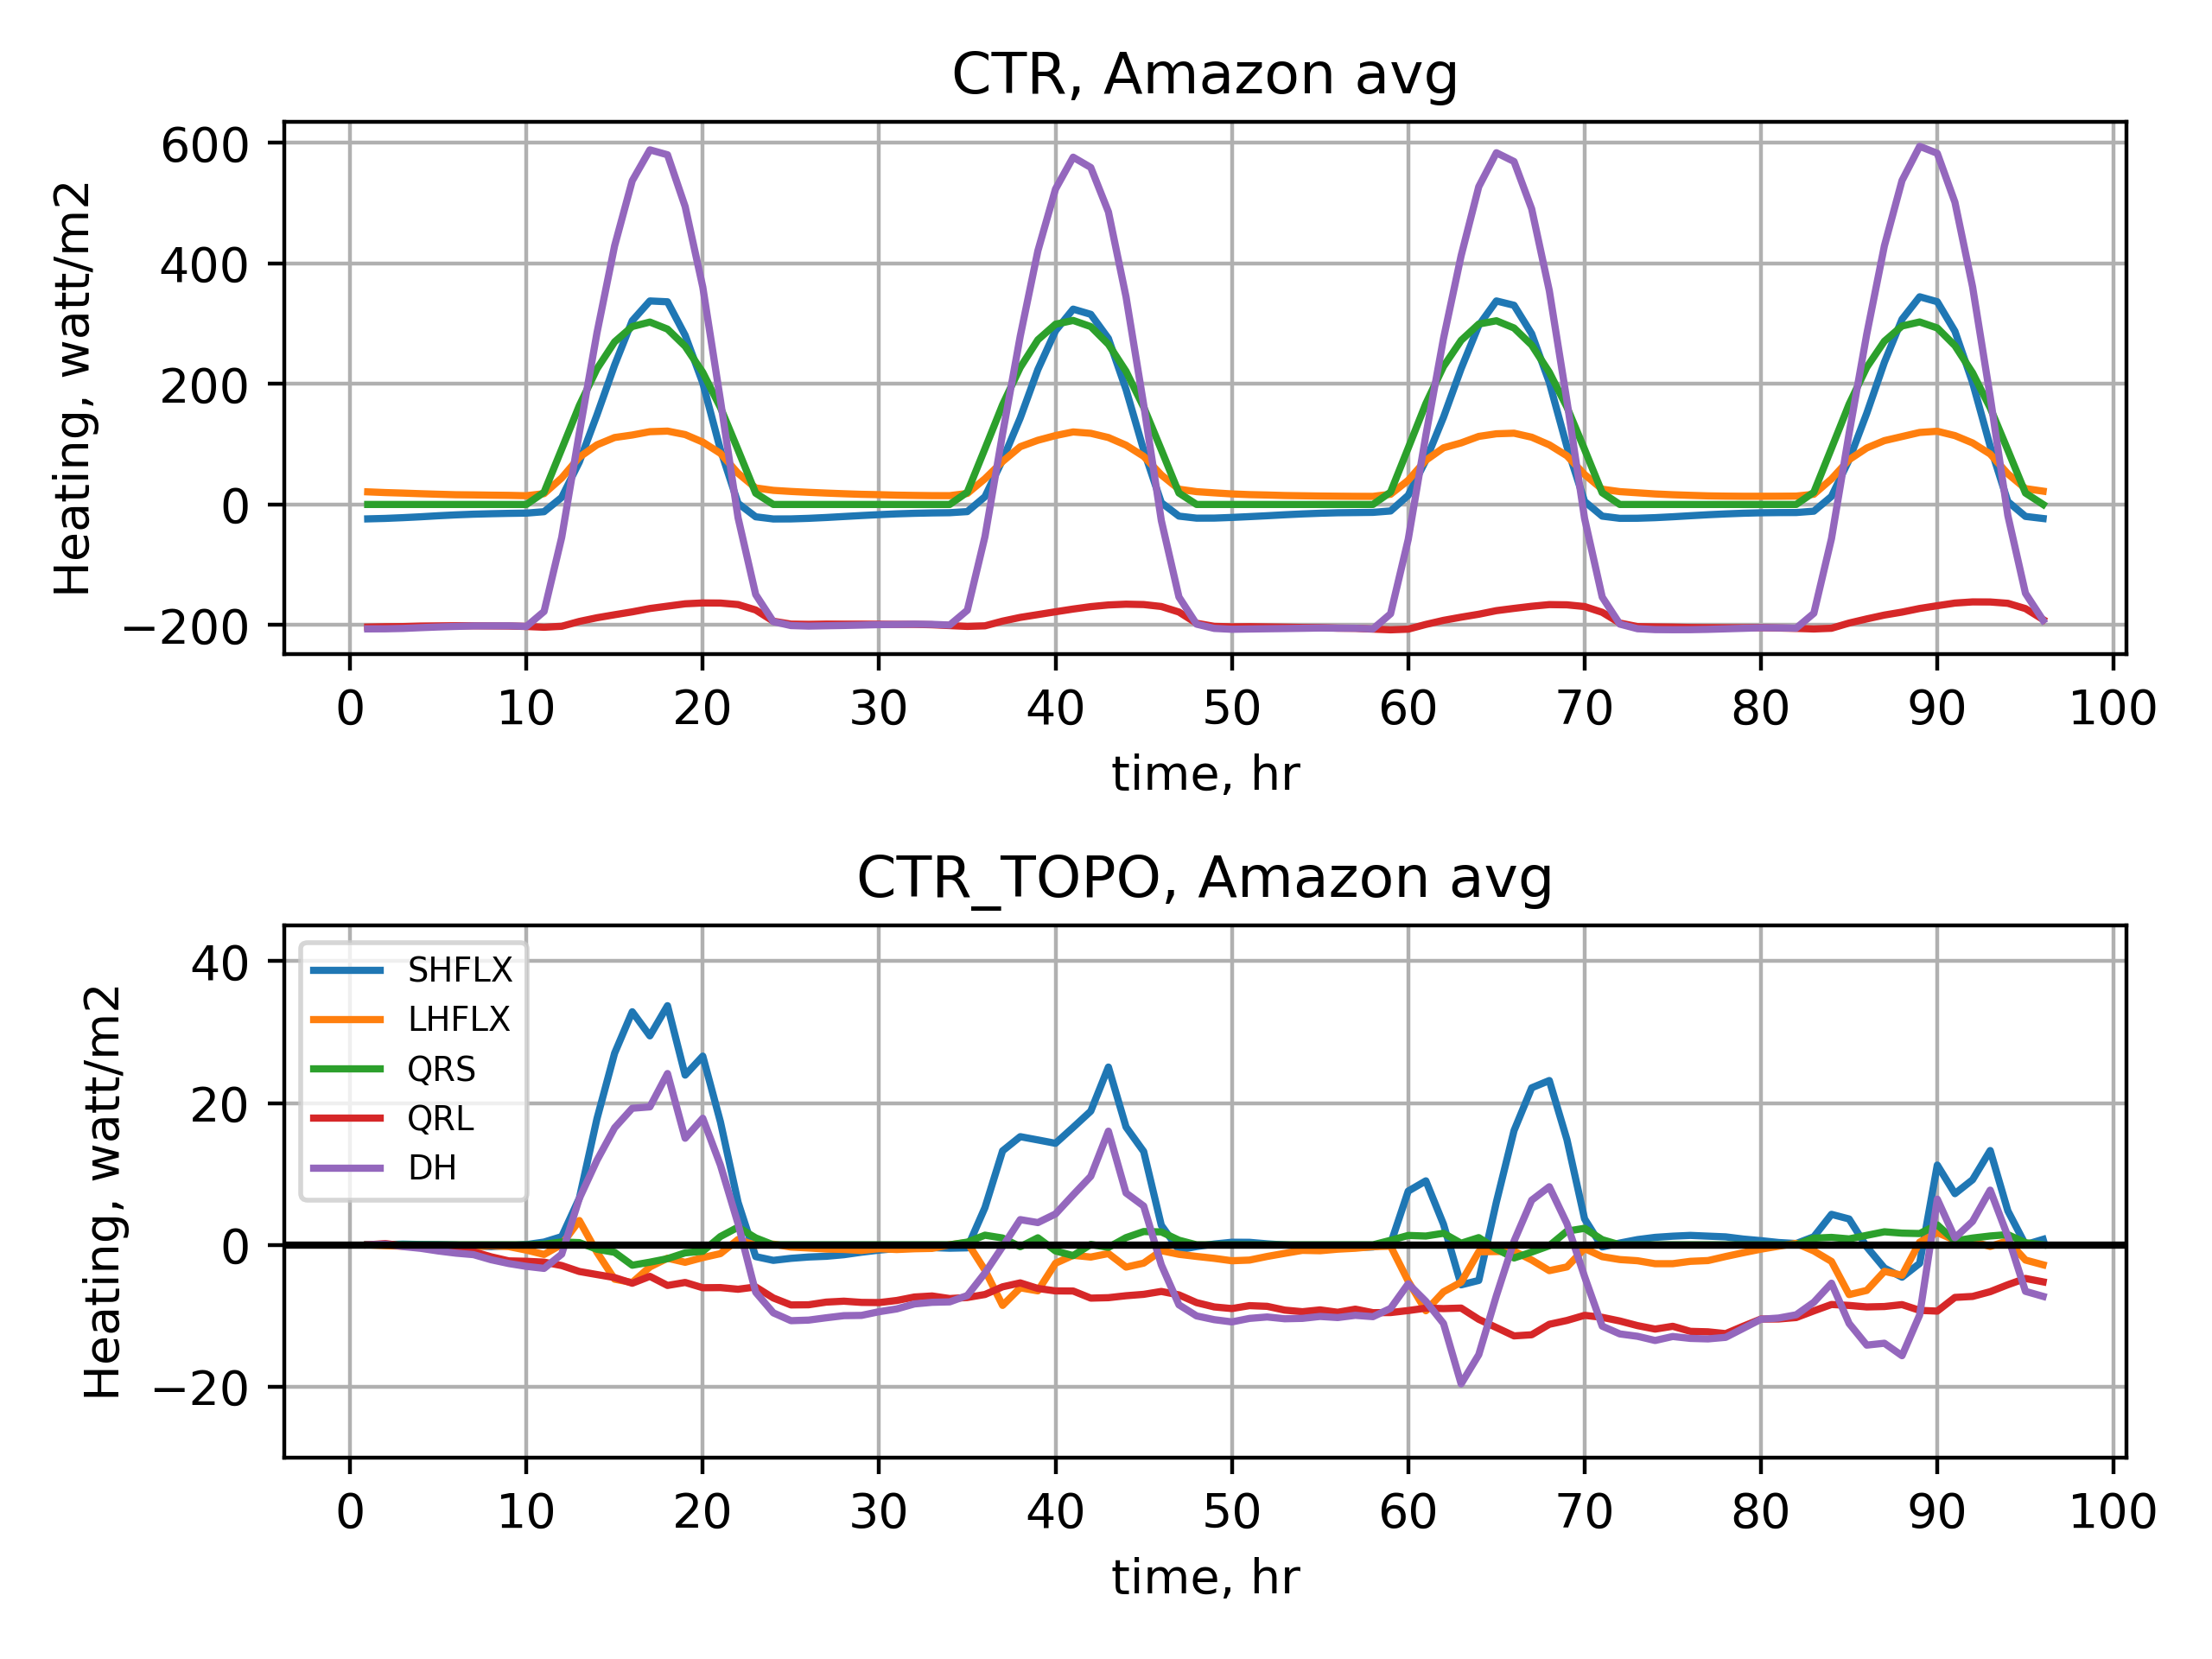 CTR, Amazon avg
Heating, watt/m2
600
400
200
0
−200
0 10 20 30 40 50 60 70 80 90 100
time, hr
CTR_TOPO, Amazon avg
Heating, watt/m2
40
20
0
−20
SHFLX
LHFLX
QRS
QRL
DH
0 10 20 30 40 50 60 70 80 90 100
time, hr